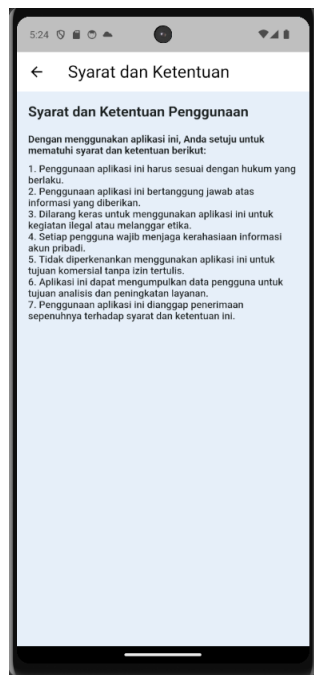 5:24
Syarat dan Ketentuan
Syarat dan Ketentuan Penggunaan
Dengan menggunakan aplikasi ini, Anda setuju untuk
mematuhi syarat dan ketentuan berikut:
1. Penggunaan aplikasi ini harus sesuai dengan hukum yang
berlaku.
2. Penggunaan aplikasi ini bertanggung jawab atas
informasi yang diberikan.
3. Dilarang keras untuk menggunakan aplikasi ini untuk
kegiatan ilegal atau melanggar etika.
4. Setiap pengguna wajib menjaga kerahasiaan informasi
akun pribadi.
5. Tidak diperkenankan menggunakan aplikasi ini untuk
tujuan komersial tanpa izin tertulis.
6. Aplikasi ini dapat mengumpulkan data pengguna untuk
tujuan analisis dan peningkatan layanan.
7. Penggunaan aplikasi ini dianggap penerimaan
sepenuhnya terhadap syarat dan ketentuan ini.